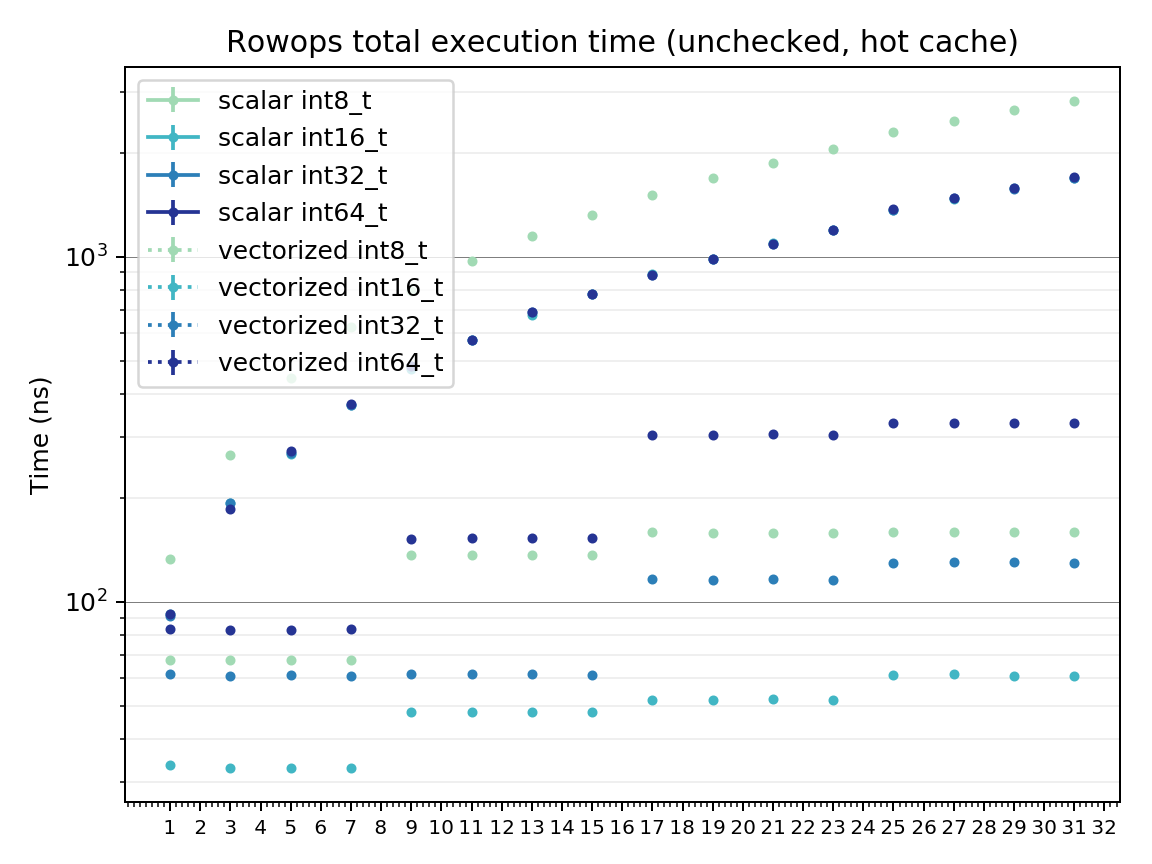 Rowops total execution time (unchecked, hot cache)
scalar int8_t
scalar int16_t
scalar int32_t
scalar int64_t
vectorized int8_t
vectorized int16_t
vectorized int32_t
vectorized int64_t
Time (ns)
10³
10²
1 2 3 4 5 6 7 8 9 10 11 12 13 14 15 16 17 18 19 20 21 22 23 24 25 26 27 28 29 30 31 32